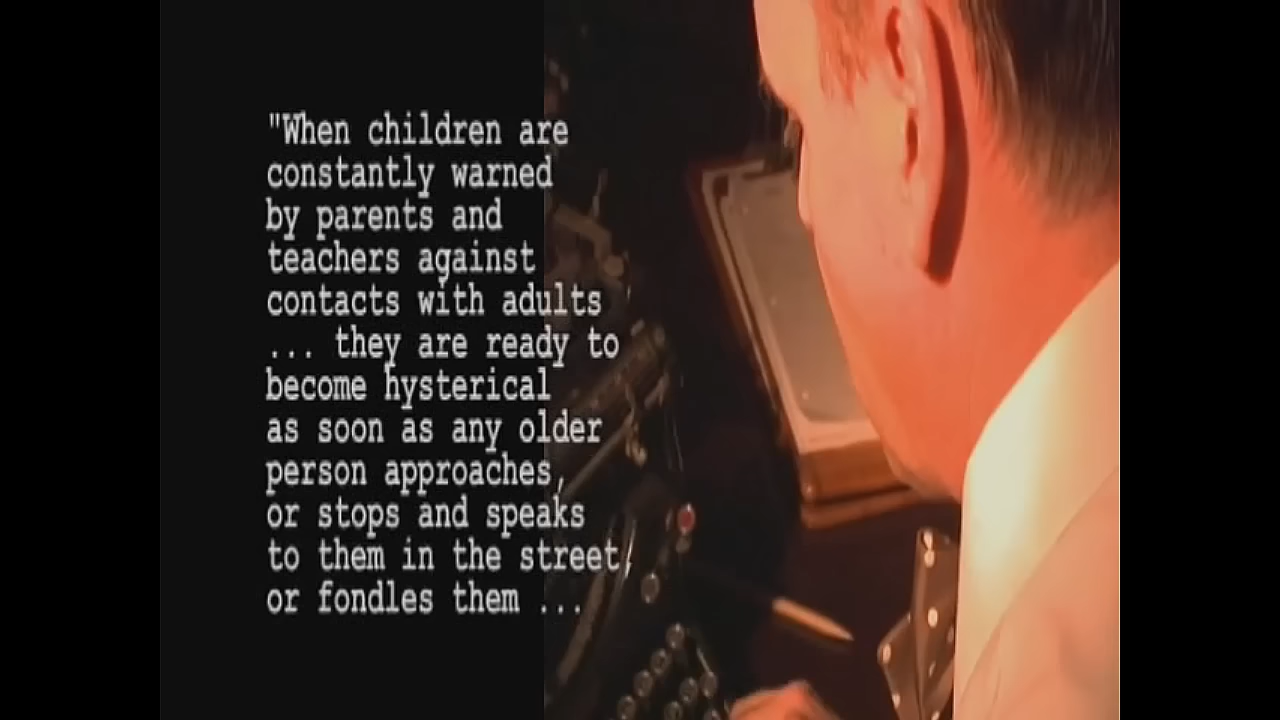 "When children are
constantly warned
by parents and
teachers against
contacts with adults
... they are ready to
become hysterical
as soon as any older
person approaches,
or stops and speaks
to them in the street,
or fondles them ...